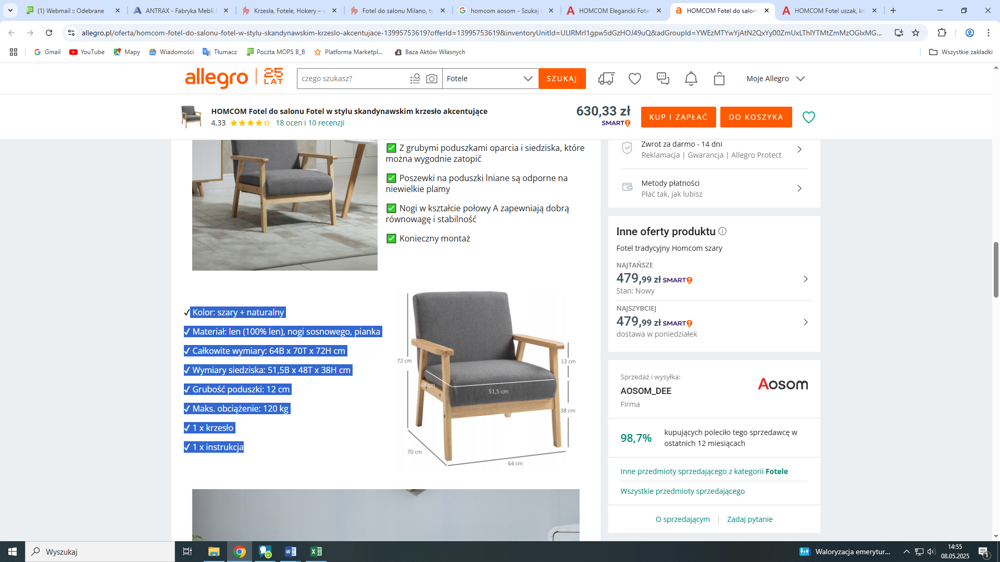 (1) Webmail :: Odebrane
ANTRAX - Fabryka Mebli B
Krzesła, Fotele, Hokery – s
Fotel do salonu Milano, ty
homcom aosom - Szukaj w
HOMCOM Elegancki Fote
HOMCOM Fotel do salon
HOMCOM Fotel uszak, krz
allegro.pl/oferta/homcom-fotel-do-salonu-fotel-w-stylu-skandynawskim-krzeslo-akcentujace-13995753619?offerId=13995753619&inventoryUnitId=ULIRMrI1gpw5dGzHOJ49uQ&adGroupId=YWEzMTYwYjAtN2QxYy00ZmUxLThlYTMtZmMzOGIxMG...
Gmail
YouTube
Mapy
Wiadomości
Tłumacz
Poczta MOPS B_B
Platforma Marketpl...
Baza Aktów Własnych
Wszystkie zakładki
allegro
25 LAT
czego szukasz?
Fotele
SZUKAJ
Moje Allegro
HOMCOM Fotel do salonu Fotel w stylu skandynawskim krzesło akcentujące
4,33
18 ocen i 10 recenzji
630,33 zł
SMART!
KUP I ZAPŁAĆ
DO KOSZYKA
✅ Z grubymi poduszkami oparcia i siedziska, które
można wygodnie zatopić
✅ Poszewki na poduszki lniane są odporne na
niewielkie plamy
✅ Nogi w kształcie połowy A zapewniają dobrą
równowagę i stabilność
✅ Konieczny montaż
✓ Kolor: szary + naturalny
✓ Materiał: len (100% len), nogi sosnowego, pianka
✓ Całkowite wymiary: 64B x 70T x 72H cm
✓ Wymiary siedziska: 51,5B x 48T x 38H cm
✓ Grubość poduszki: 12 cm
✓ Maks. obciążenie: 120 kg
✓ 1 x krzesło
✓ 1 x instrukcja
72 cm
13 cm
48 cm
51,5 cm
38 cm
70 cm
64 cm
Zwrot za darmo - 14 dni
Reklamacja | Gwarancja | Allegro Protect
Metody płatności
Płać tak, jak lubisz
Inne oferty produktu
Fotel tradycyjny Homcom szary
NAJTAŃSZE
479,99 zł SMART!
Stan: Nowy
NAJSZYBCIEJ
479,99 zł SMART!
dostawa w poniedziałek
Sprzedaż i wysyłka:
AOSOM_DEE
Firma
Aosom
98,7%
kupujących poleciło tego sprzedawcę w
ostatnich 12 miesiącach
Inne przedmioty sprzedającego z kategorii Fotele
Wszystkie przedmioty sprzedającego
O sprzedającym
Zadaj pytanie
Wyszukaj
Waloryzacja emerytur...
14:55
08.05.2025
1